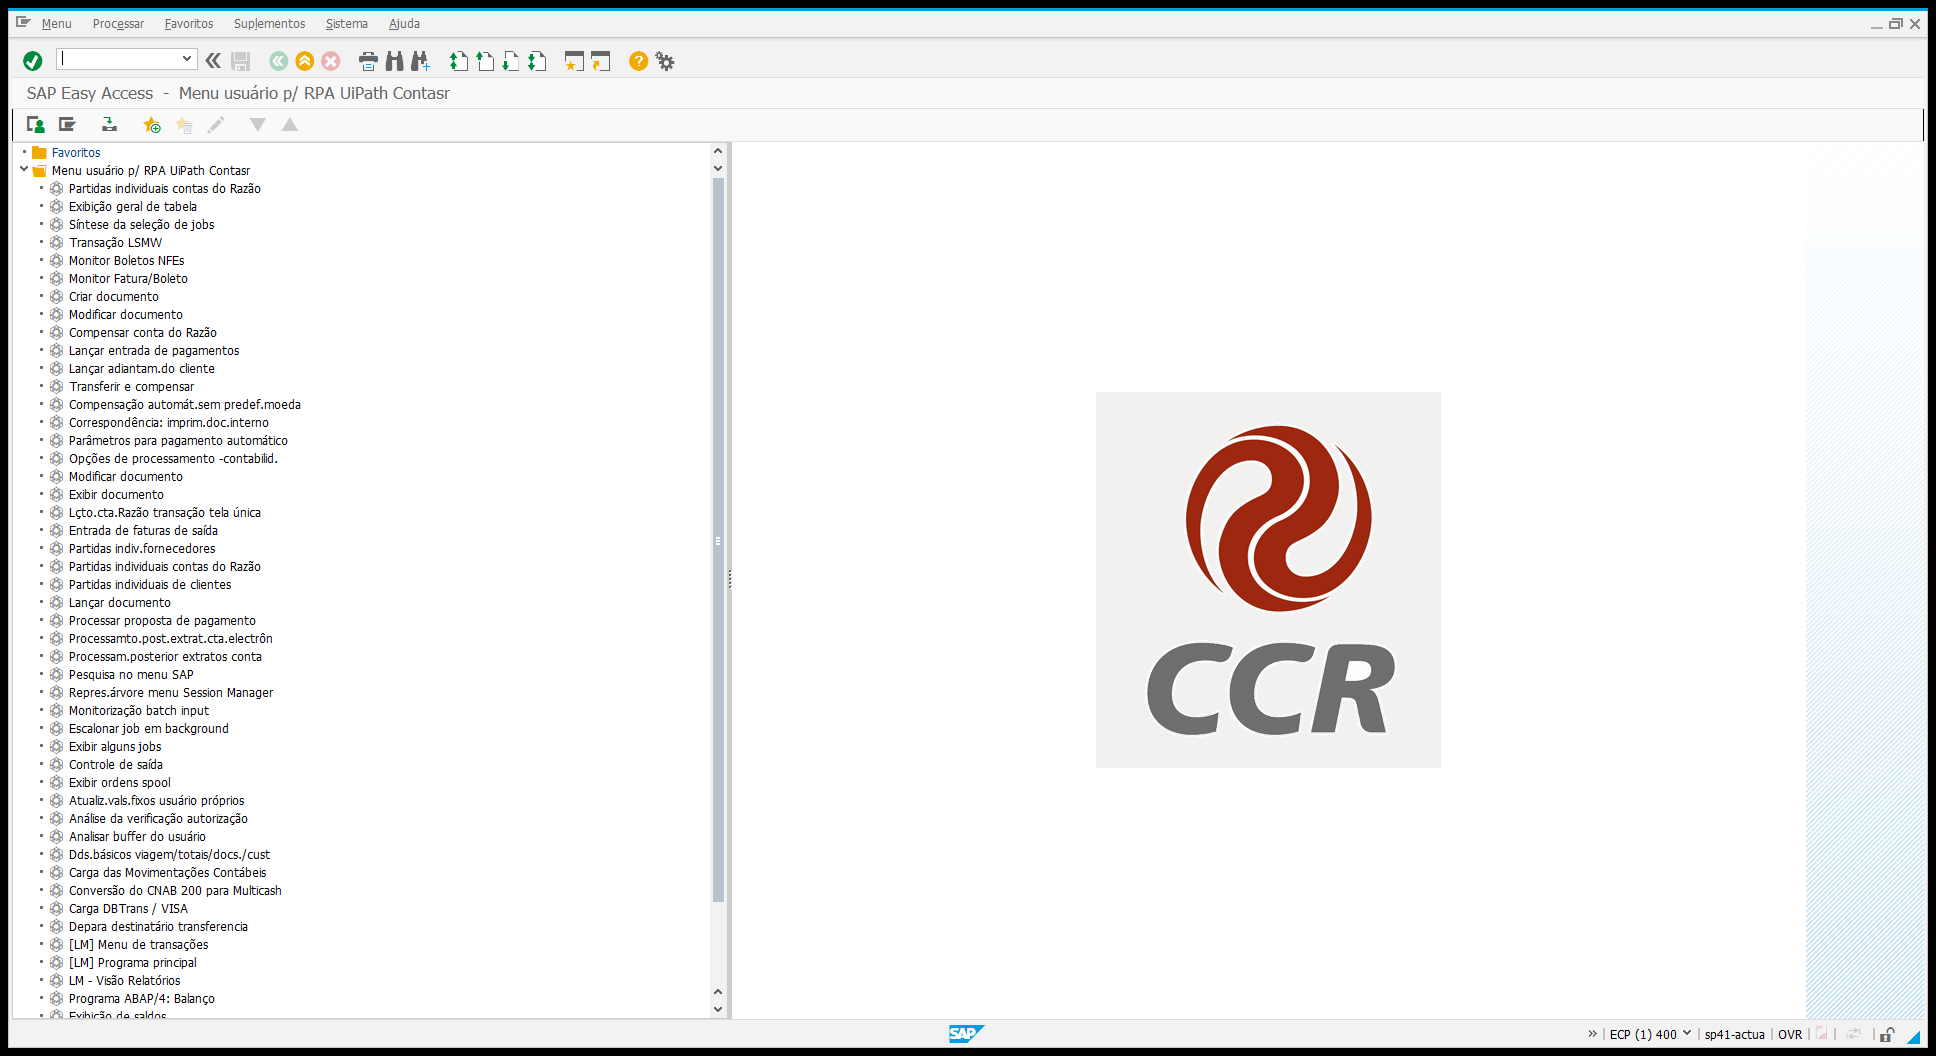 Menu Processar Favoritos Suplementos Sistema Ajuda
SAP Easy Access - Menu usuário p/ RPA UiPath Contasr
Favoritos
Menu usuário p/ RPA UiPath Contasr
Partidas individuais contas do Razão
Exibição geral de tabela
Síntese da seleção de jobs
Transação LSMW
Monitor Boletos NFEs
Monitor Fatura/Boleto
Criar documento
Modificar documento
Compensar conta do Razão
Lançar entrada de pagamentos
Lançar adiantam.do cliente
Transferir e compensar
Compensação automát.sem predef.moeda
Correspondência: imprim.doc.interno
Parâmetros para pagamento automático
Opções de processamento -contabilid.
Modificar documento
Exibir documento
Lçto.cta.Razão transação tela única
Entrada de faturas de saída
Partidas indiv.fornecedores
Partidas individuais contas do Razão
Partidas individuais de clientes
Lançar documento
Processar proposta de pagamento
Processamto.post.extrat.cta.electrôn
Processam.posterior extratos conta
Pesquisa no menu SAP
Repres.árvore menu Session Manager
Monitorização batch input
Escalonar job em background
Exibir alguns jobs
Controle de saída
Exibir ordens spool
Atualiz.vals.fixos usuário próprios
Análise da verificação autorização
Analisar buffer do usuário
Dds.básicos viagem/totais/docs./cust
Carga das Movimentações Contábeis
Conversão do CNAB 200 para Multicash
Carga DBTrans / VISA
Depara destinatário transferencia
[LM] Menu de transações
[LM] Programa principal
LM - Visão Relatórios
Programa ABAP/4: Balanço
Exibição de saldos
CCR
SAP
ECP (1) 400 sp41-actua OVR